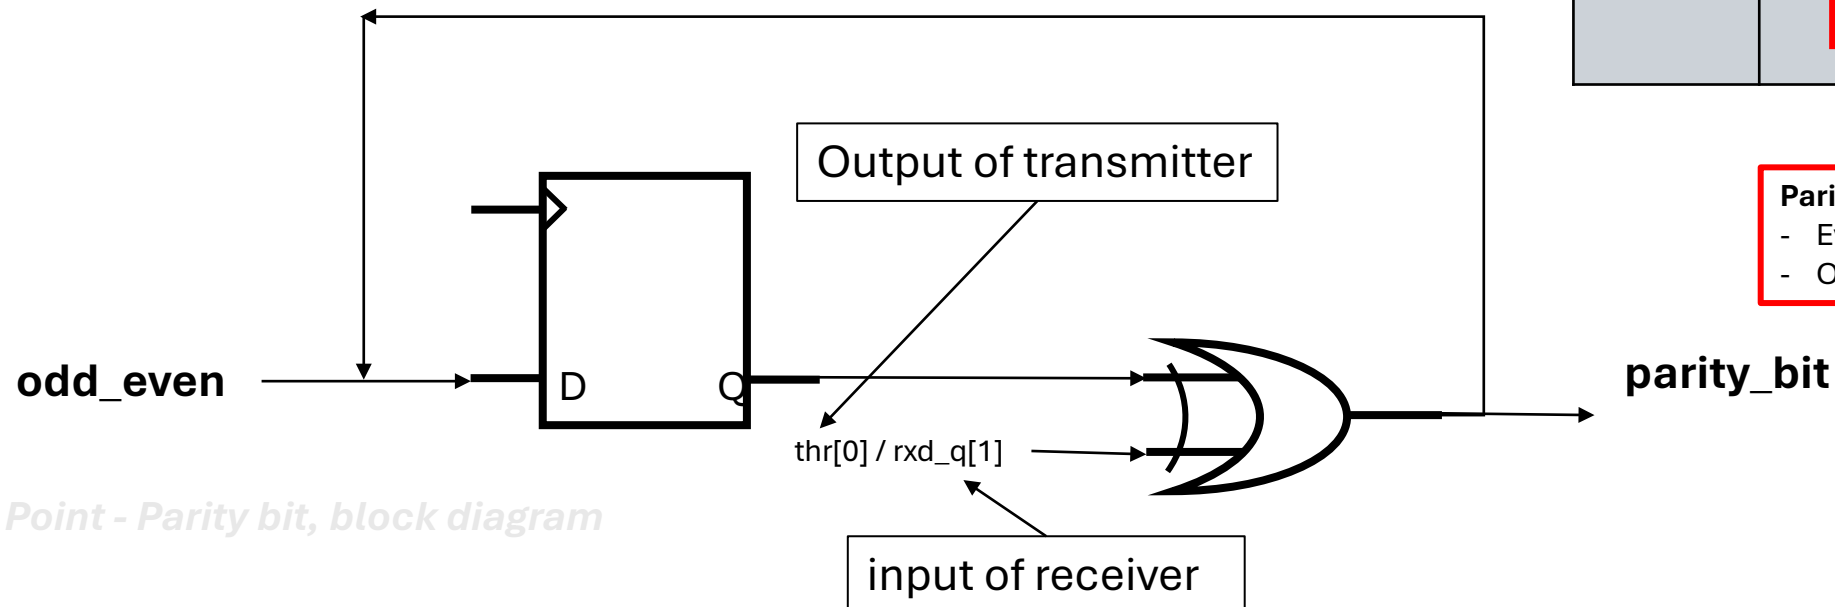 Output of transmitter
Pari
- E
- O
odd_even
D
Q
parity_bit
thr[0] / rxd_q[1]
Point - Parity bit, block diagram
input of receiver